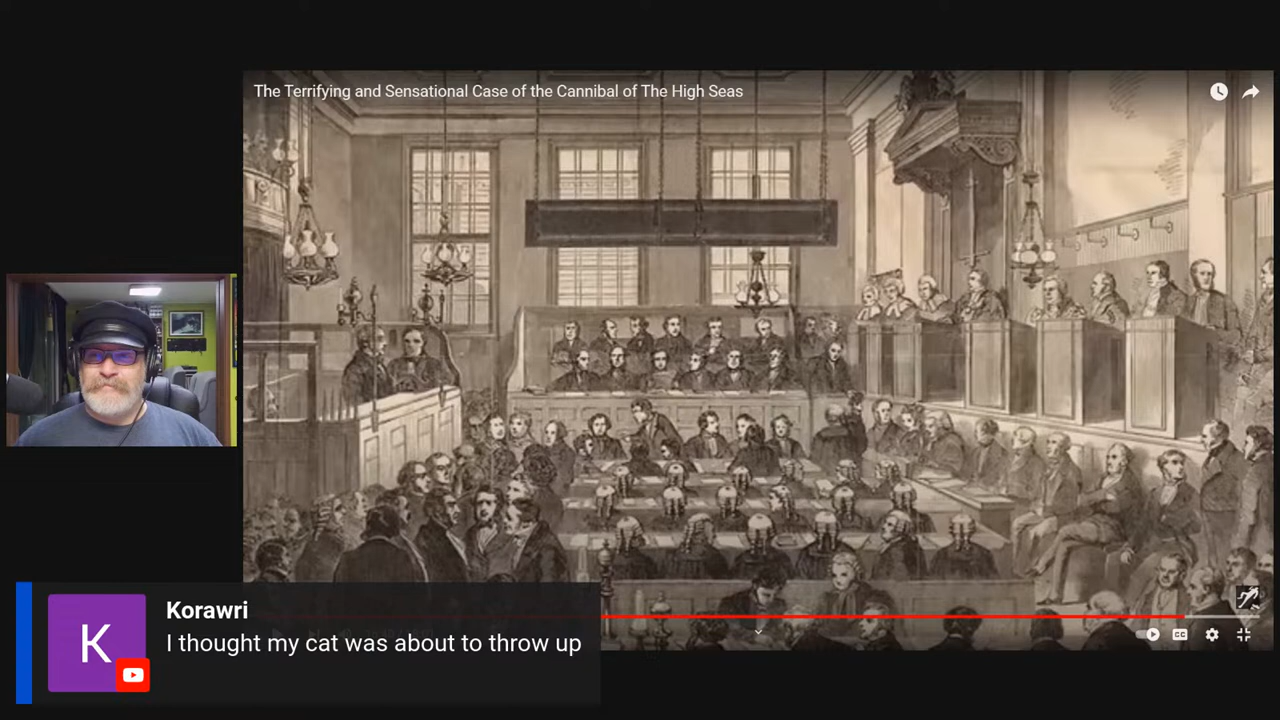 The Terrifying and Sensational Case of the Cannibal of The High Seas
K
Korawri
I thought my cat was about to throw up
CC